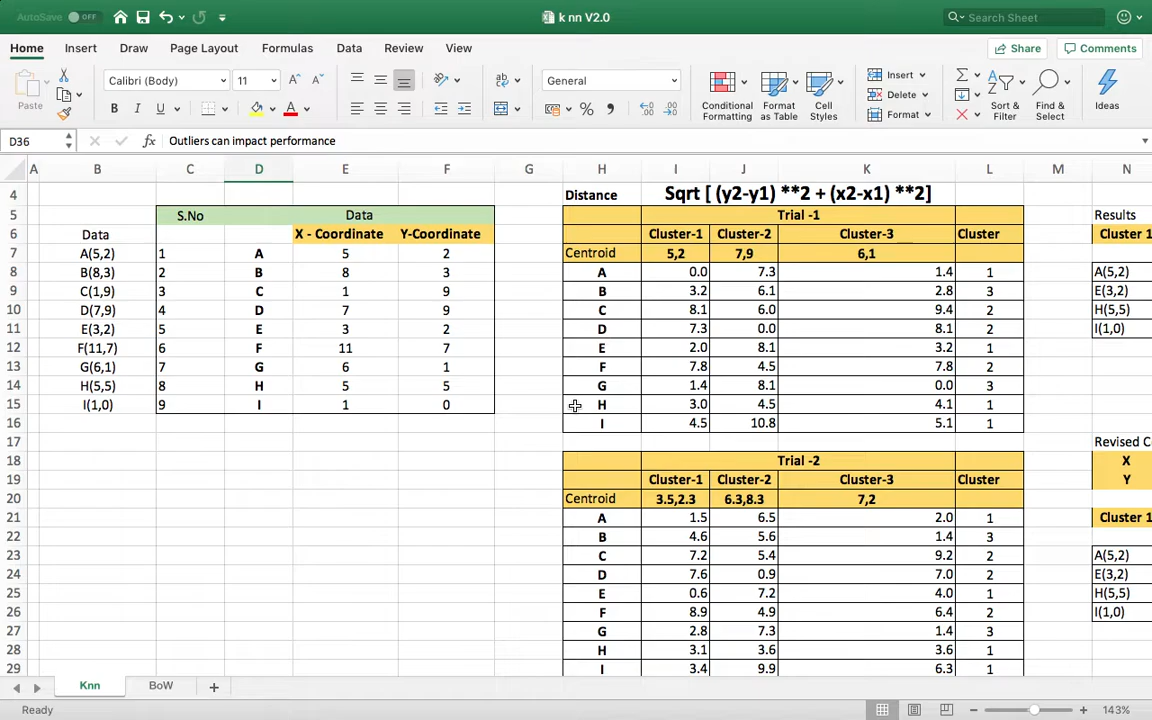 AutoSave OFF k nn V2.0 Search Sheet
Home Insert Draw Page Layout Formulas Data Review View Share Comments
Paste Calibri (Body) 11 General Conditional Formatting Format as Table Cell Styles Insert Delete Format Sort & Filter Find & Select Ideas
D36 fx Outliers can impact performance
A B C D E F G H I J K L M N
4 Distance Sqrt [ (y2-y1) **2 + (x2-x1) **2]
5 S.No Data Trial -1 Results
6 Data X - Coordinate Y-Coordinate Cluster-1 Cluster-2 Cluster-3 Cluster Cluster 1
7 A(5,2) 1 A 5 2 Centroid 5,2 7,9 6,1
8 B(8,3) 2 B 8 3 A 0.0 7.3 1.4 1 A(5,2)
9 C(1,9) 3 C 1 9 B 3.2 6.1 2.8 3 E(3,2)
10 D(7,9) 4 D 7 9 C 8.1 6.0 9.4 2 H(5,5)
11 E(3,2) 5 E 3 2 D 7.3 0.0 8.1 2 I(1,0)
12 F(11,7) 6 F 11 7 E 2.0 8.1 3.2 1
13 G(6,1) 7 G 6 1 F 7.8 4.5 7.8 2
14 H(5,5) 8 H 5 5 G 1.4 8.1 0.0 3
15 I(1,0) 9 I 1 0 H 3.0 4.5 4.1 1
16 I 4.5 10.8 5.1 1
17 Revised C
18 Trial -2 X
19 Cluster-1 Cluster-2 Cluster-3 Cluster Y
20 Centroid 3.5,2.3 6.3,8.3 7,2
21 A 1.5 6.5 2.0 1 Cluster 1
22 B 4.6 5.6 1.4 3
23 C 7.2 5.4 9.2 2 A(5,2)
24 D 7.6 0.9 7.0 2 E(3,2)
25 E 0.6 7.2 4.0 1 H(5,5)
26 F 8.9 4.9 6.4 2 I(1,0)
27 G 2.8 7.3 1.4 3
28 H 3.1 3.6 3.6 1
29 I 3.4 9.9 6.3 1
Knn BoW
Ready 143%